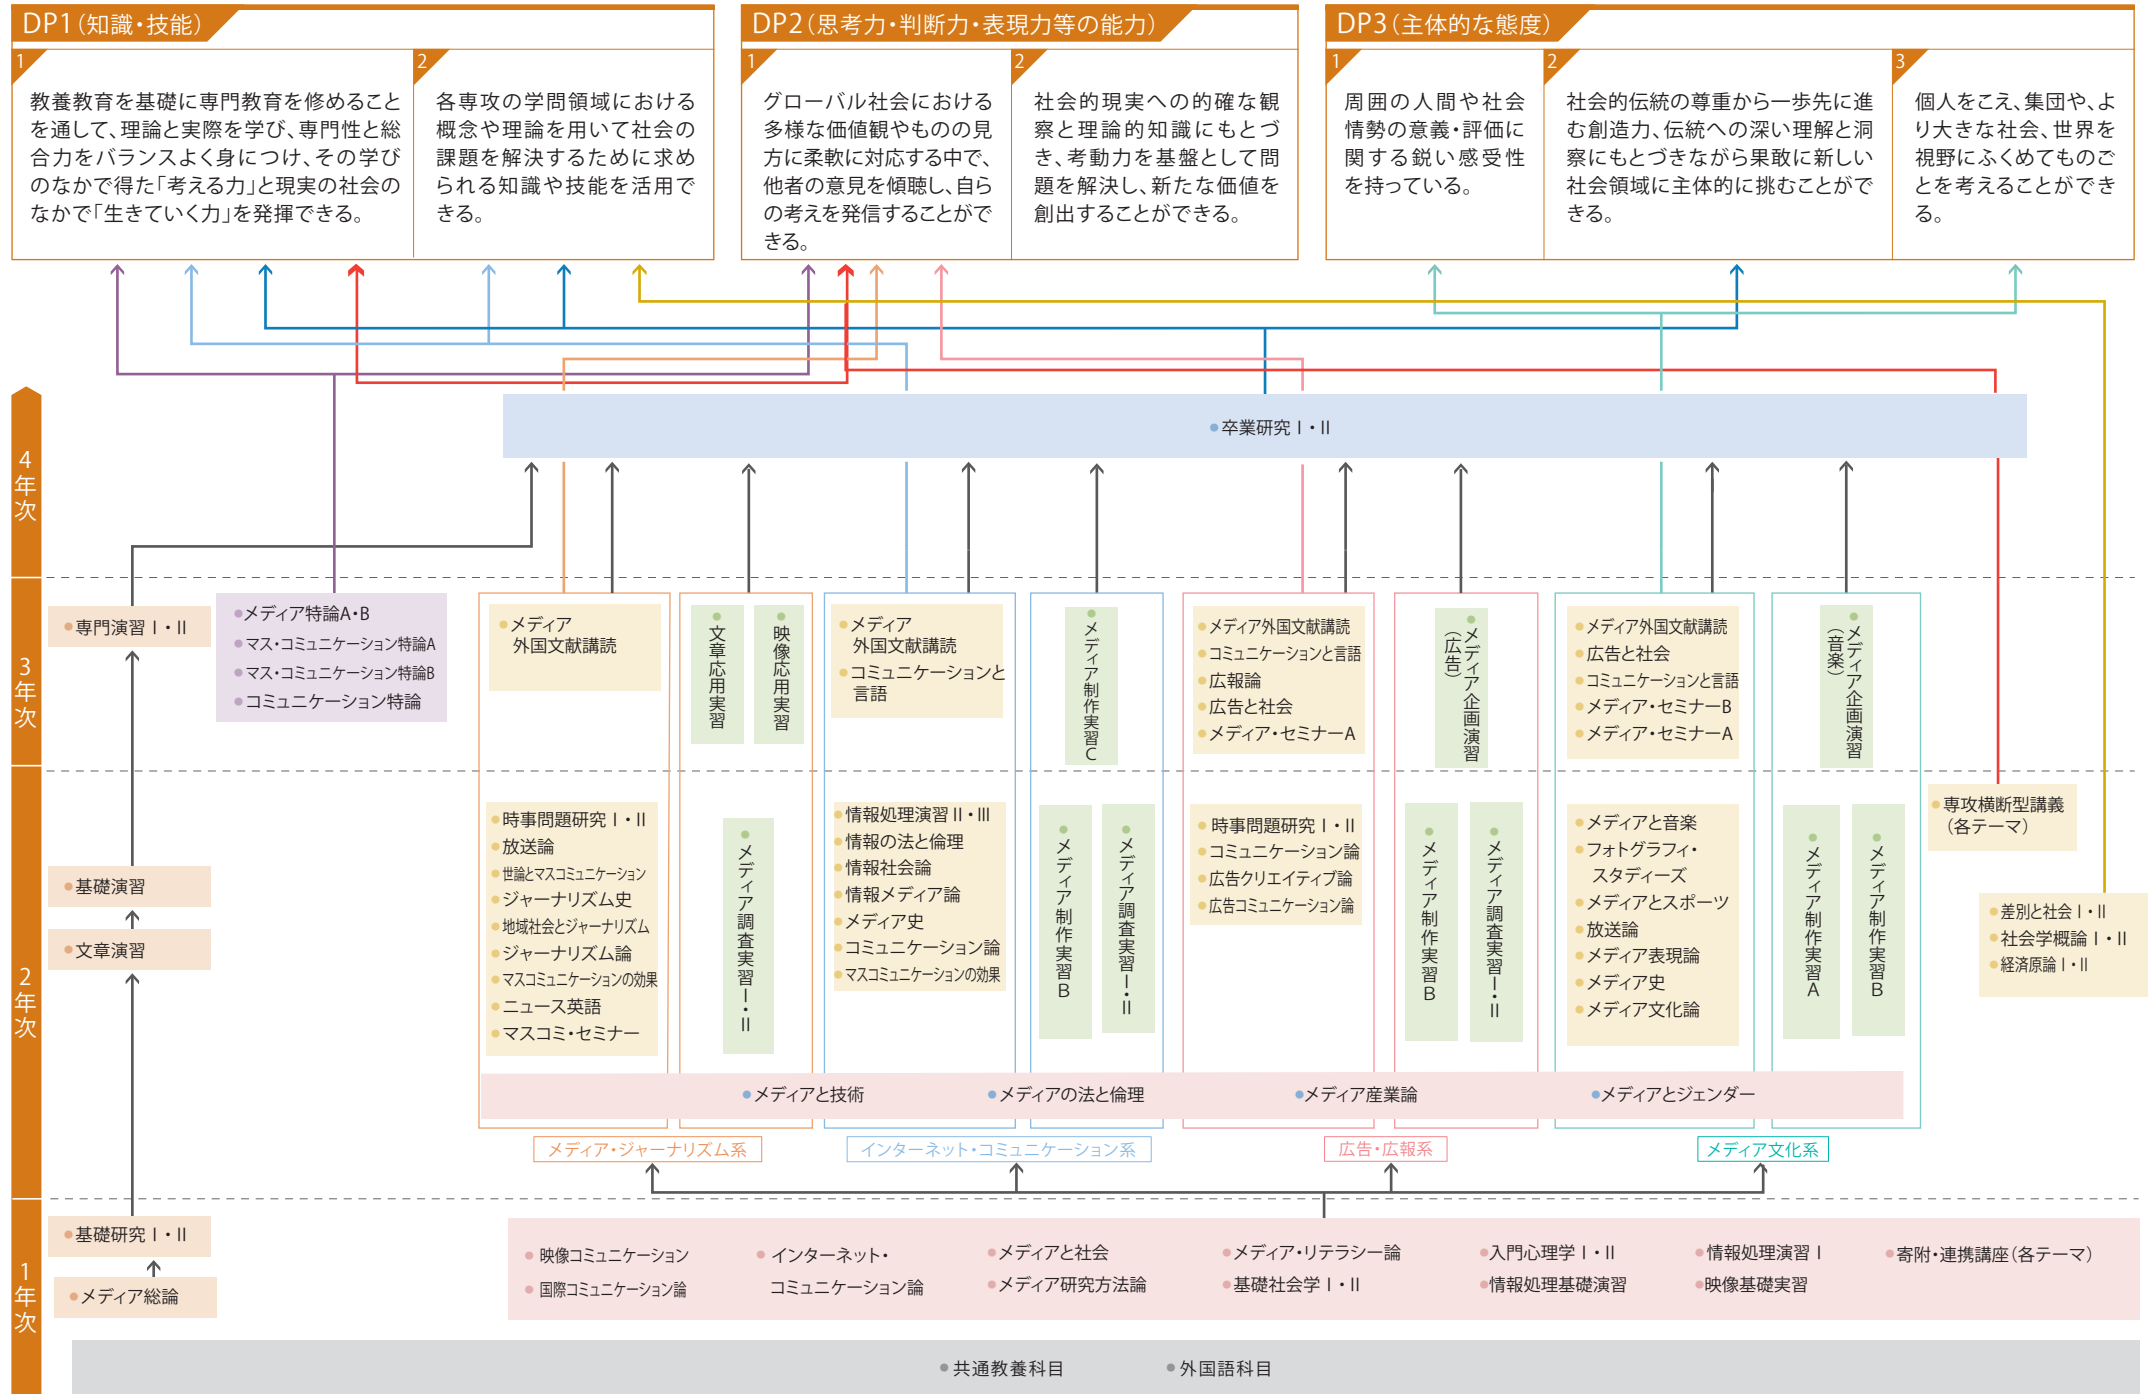 DP1（知識・技能）
1
教養教育を基礎に専門教育を修めること
を通して、理論と実際を学び、専門性と総
合力をバランスよく身につけ、その学び
のなかで得た「考える力」と現実の社会の
なかで「生きていく力」を発揮できる。
2
各専攻の学問領域における
概念や理論を用いて社会の
課題を解決するために求め
られる知識や技能を活用で
きる。
DP2（思考力・判断力・表現力等の能力）
1
グローバル社会における
多様な価値観やものの見
方に柔軟に対応する中で、
他者の意見を傾聴し、自ら
の考えを発信することがで
きる。
2
社会的現実への的確な観
察と理論的知識にもとづ
き、考動力を基盤として問
題を解決し、新たな価値を
創出することができる。
DP3（主体的な態度）
1
周囲の人間や社会
情勢の意義・評価に
関する鋭い感受性
を持っている。
2
社会的伝統の尊重から一歩先に進
む創造力、伝統への深い理解と洞
察にもとづきながら果敢に新しい
社会領域に主体的に挑むことがで
きる。
3
個人をこえ、集団や、よ
り大きな社会、世界を
視野にふくめてものご
とを考えることができ
る。
4年次
●卒業研究Ⅰ・Ⅱ
3年次
●専門演習Ⅰ・Ⅱ
●メディア特論A・B
●マス・コミュニケーション特論A
●マス・コミュニケーション特論B
●コミュニケーション特論
●メディア
外国文献講読
●文章応用実習
●映像応用実習
●メディア
外国文献講読
●コミュニケーションと
言語
●メディア制作実習C
●メディア外国文献講読
●コミュニケーションと言語
●広報論
●広告と社会
●メディア・セミナーA
●メディア企画演習
（広告）
●メディア外国文献講読
●広告と社会
●コミュニケーションと言語
●メディア・セミナーB
●メディア・セミナーA
●メディア企画演習
（音楽）
2年次
●基礎演習
●文章演習
●時事問題研究Ⅰ・Ⅱ
●放送論
●世論とマスコミュニケーション
●ジャーナリズム史
●地域社会とジャーナリズム
●ジャーナリズム論
●マスコミュニケーションの効果
●ニュース英語
●マスコミ・セミナー
●メディア調査実習Ⅰ・Ⅱ
●情報処理演習Ⅱ・Ⅲ
●情報の法と倫理
●情報社会論
●情報メディア論
●メディア史
●コミュニケーション論
●マスコミュニケーションの効果
●メディア制作実習B
●メディア調査実習Ⅰ・Ⅱ
●時事問題研究Ⅰ・Ⅱ
●コミュニケーション論
●広告クリエイティブ論
●広告コミュニケーション論
●メディア制作実習B
●メディア調査実習Ⅰ・Ⅱ
●メディアと音楽
●フォトグラフィ・
スタディーズ
●メディアとスポーツ
●放送論
●メディア表現論
●メディア史
●メディア文化論
●メディア制作実習A
●メディア制作実習B
●専攻横断型講義
（各テーマ）
●差別と社会Ⅰ・Ⅱ
●社会学概論Ⅰ・Ⅱ
●経済原論Ⅰ・Ⅱ
●メディアと技術
●メディアの法と倫理
●メディア産業論
●メディアとジェンダー
メディア・ジャーナリズム系
インターネット・コミュニケーション系
広告・広報系
メディア文化系
1年次
●基礎研究Ⅰ・Ⅱ
●メディア総論
●映像コミュニケーション
●国際コミュニケーション論
●インターネット・
コミュニケーション論
●メディアと社会
●メディア研究方法論
●メディア・リテラシー論
●基礎社会学Ⅰ・Ⅱ
●入門心理学Ⅰ・Ⅱ
●情報処理基礎演習
●情報処理演習Ⅰ
●映像基礎実習
●寄附・連携講座（各テーマ）
●共通教養科目
●外国語科目